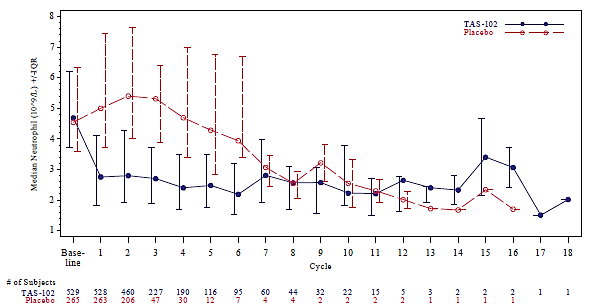 TAS-102
Placebo
Median Neutrophil (10^9/L) +/-IQR
8
7
6
5
4
3
2
1
Base-
line
1 2 3 4 5 6 7 8 9 10 11 12 13 14 15 16 17 18
Cycle
# of Subjects
TAS-102 529 528 460 227 190 116 95 60 44 32 22 15 5 3 2 2 2 1 1
Placebo 265 263 206 47 30 12 7 4 4 2 2 2 2 1 1 1 1